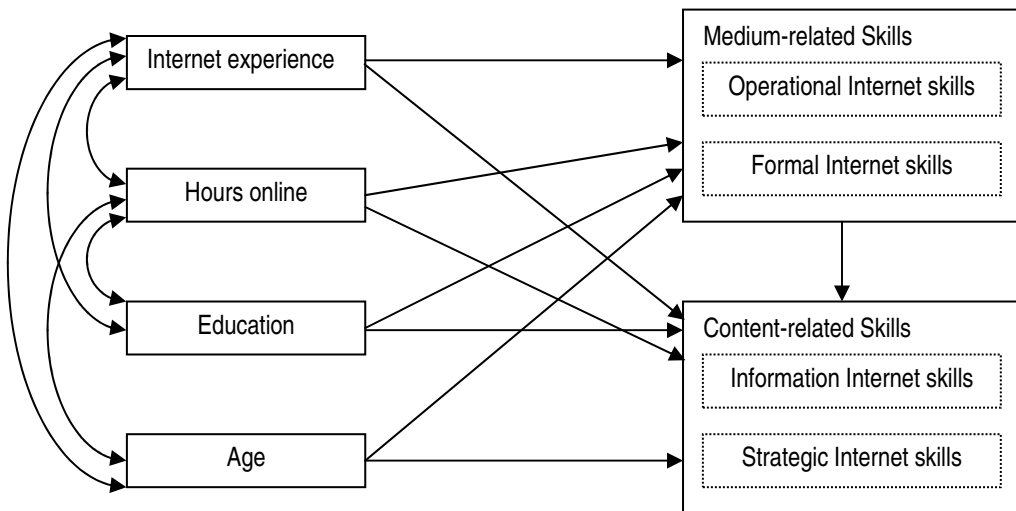 Internet experience
Hours online
Education
Age
Medium-related Skills
Operational Internet skills
Formal Internet skills
Content-related Skills
Information Internet skills
Strategic Internet skills